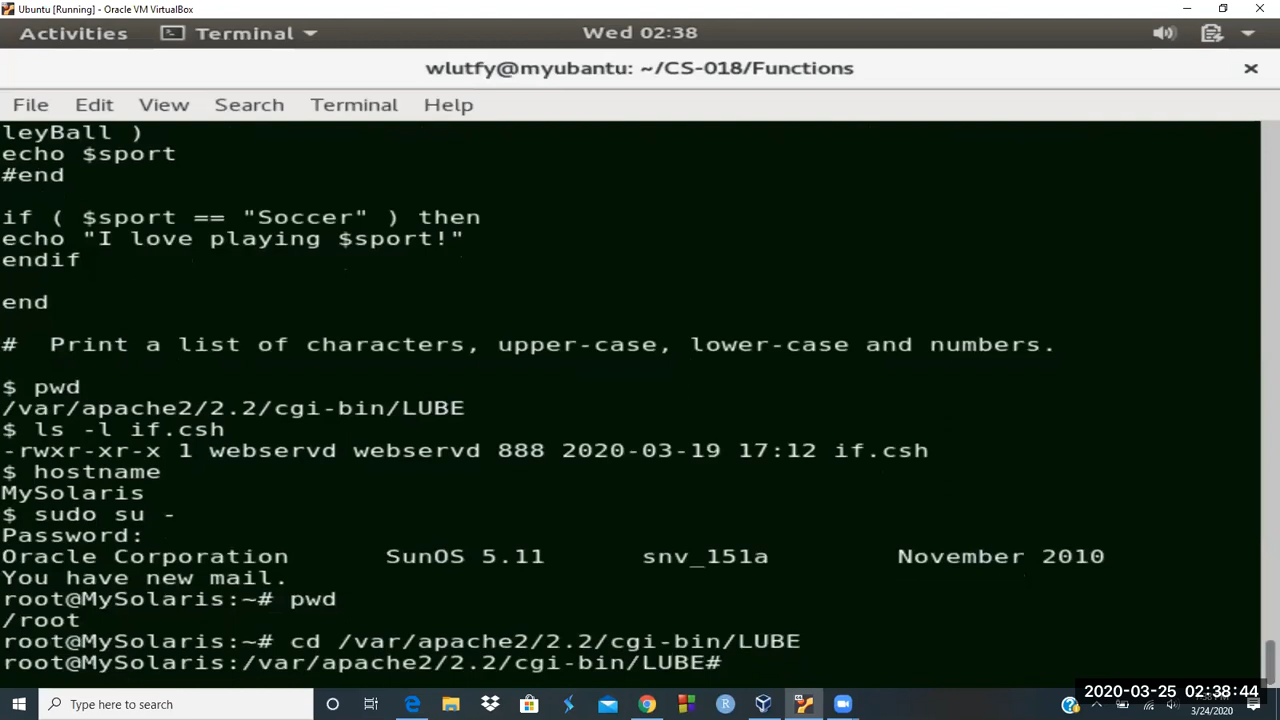 Ubuntu [Running] - Oracle VM VirtualBox
Activities Terminal Wed 02:38
wlutfy@myubantu: ~/CS-018/Functions
File Edit View Search Terminal Help
leyBall )
echo $sport
#end
if ( $sport == "Soccer" ) then
echo "I love playing $sport!"
endif
end
#  Print a list of characters, upper-case, lower-case and numbers.
$ pwd
/var/apache2/2.2/cgi-bin/LUBE
$ ls -l if.csh
-rwxr-xr-x 1 webservd webservd 888 2020-03-19 17:12 if.csh
$ hostname
MySolaris
$ sudo su -
Password:
Oracle Corporation      SunOS 5.11      snv_151a        November 2010
You have new mail.
root@MySolaris:~# pwd
/root
root@MySolaris:~# cd /var/apache2/2.2/cgi-bin/LUBE
root@MySolaris:/var/apache2/2.2/cgi-bin/LUBE#
Type here to search
2020-03-25 02:38:44
3/24/2020